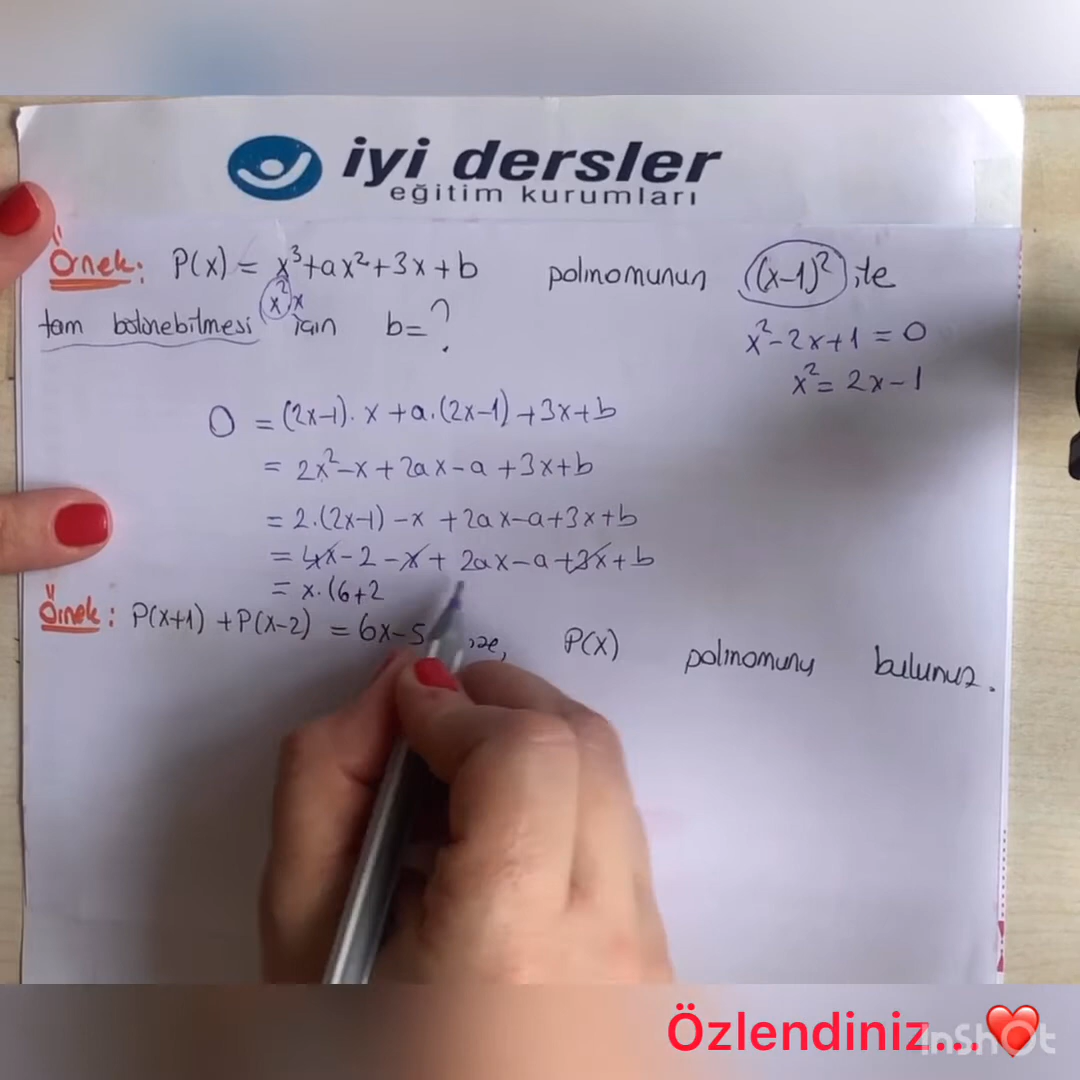 iyi dersler
eğitim kurumları
Örnek: P(x) = x³+ax²+3x+b polinomunun (x-1)² ile
x².x
tam bölünebilmesi için b=?
x²-2x+1 = 0
x² = 2x-1
0 = (2x-1).x + a.(2x-1) +3x+b
= 2x²-x+2ax-a+3x+b
= 2.(2x-1) -x +2ax-a+3x+b
= 4x-2-x+ 2ax-a+3x+b
= x.(6+2
Örnek: P(x+1) + P(x-2) = 6x-5 ise, P(x) polinomunu bulunuz.
Özlendiniz...❤️
InShOt